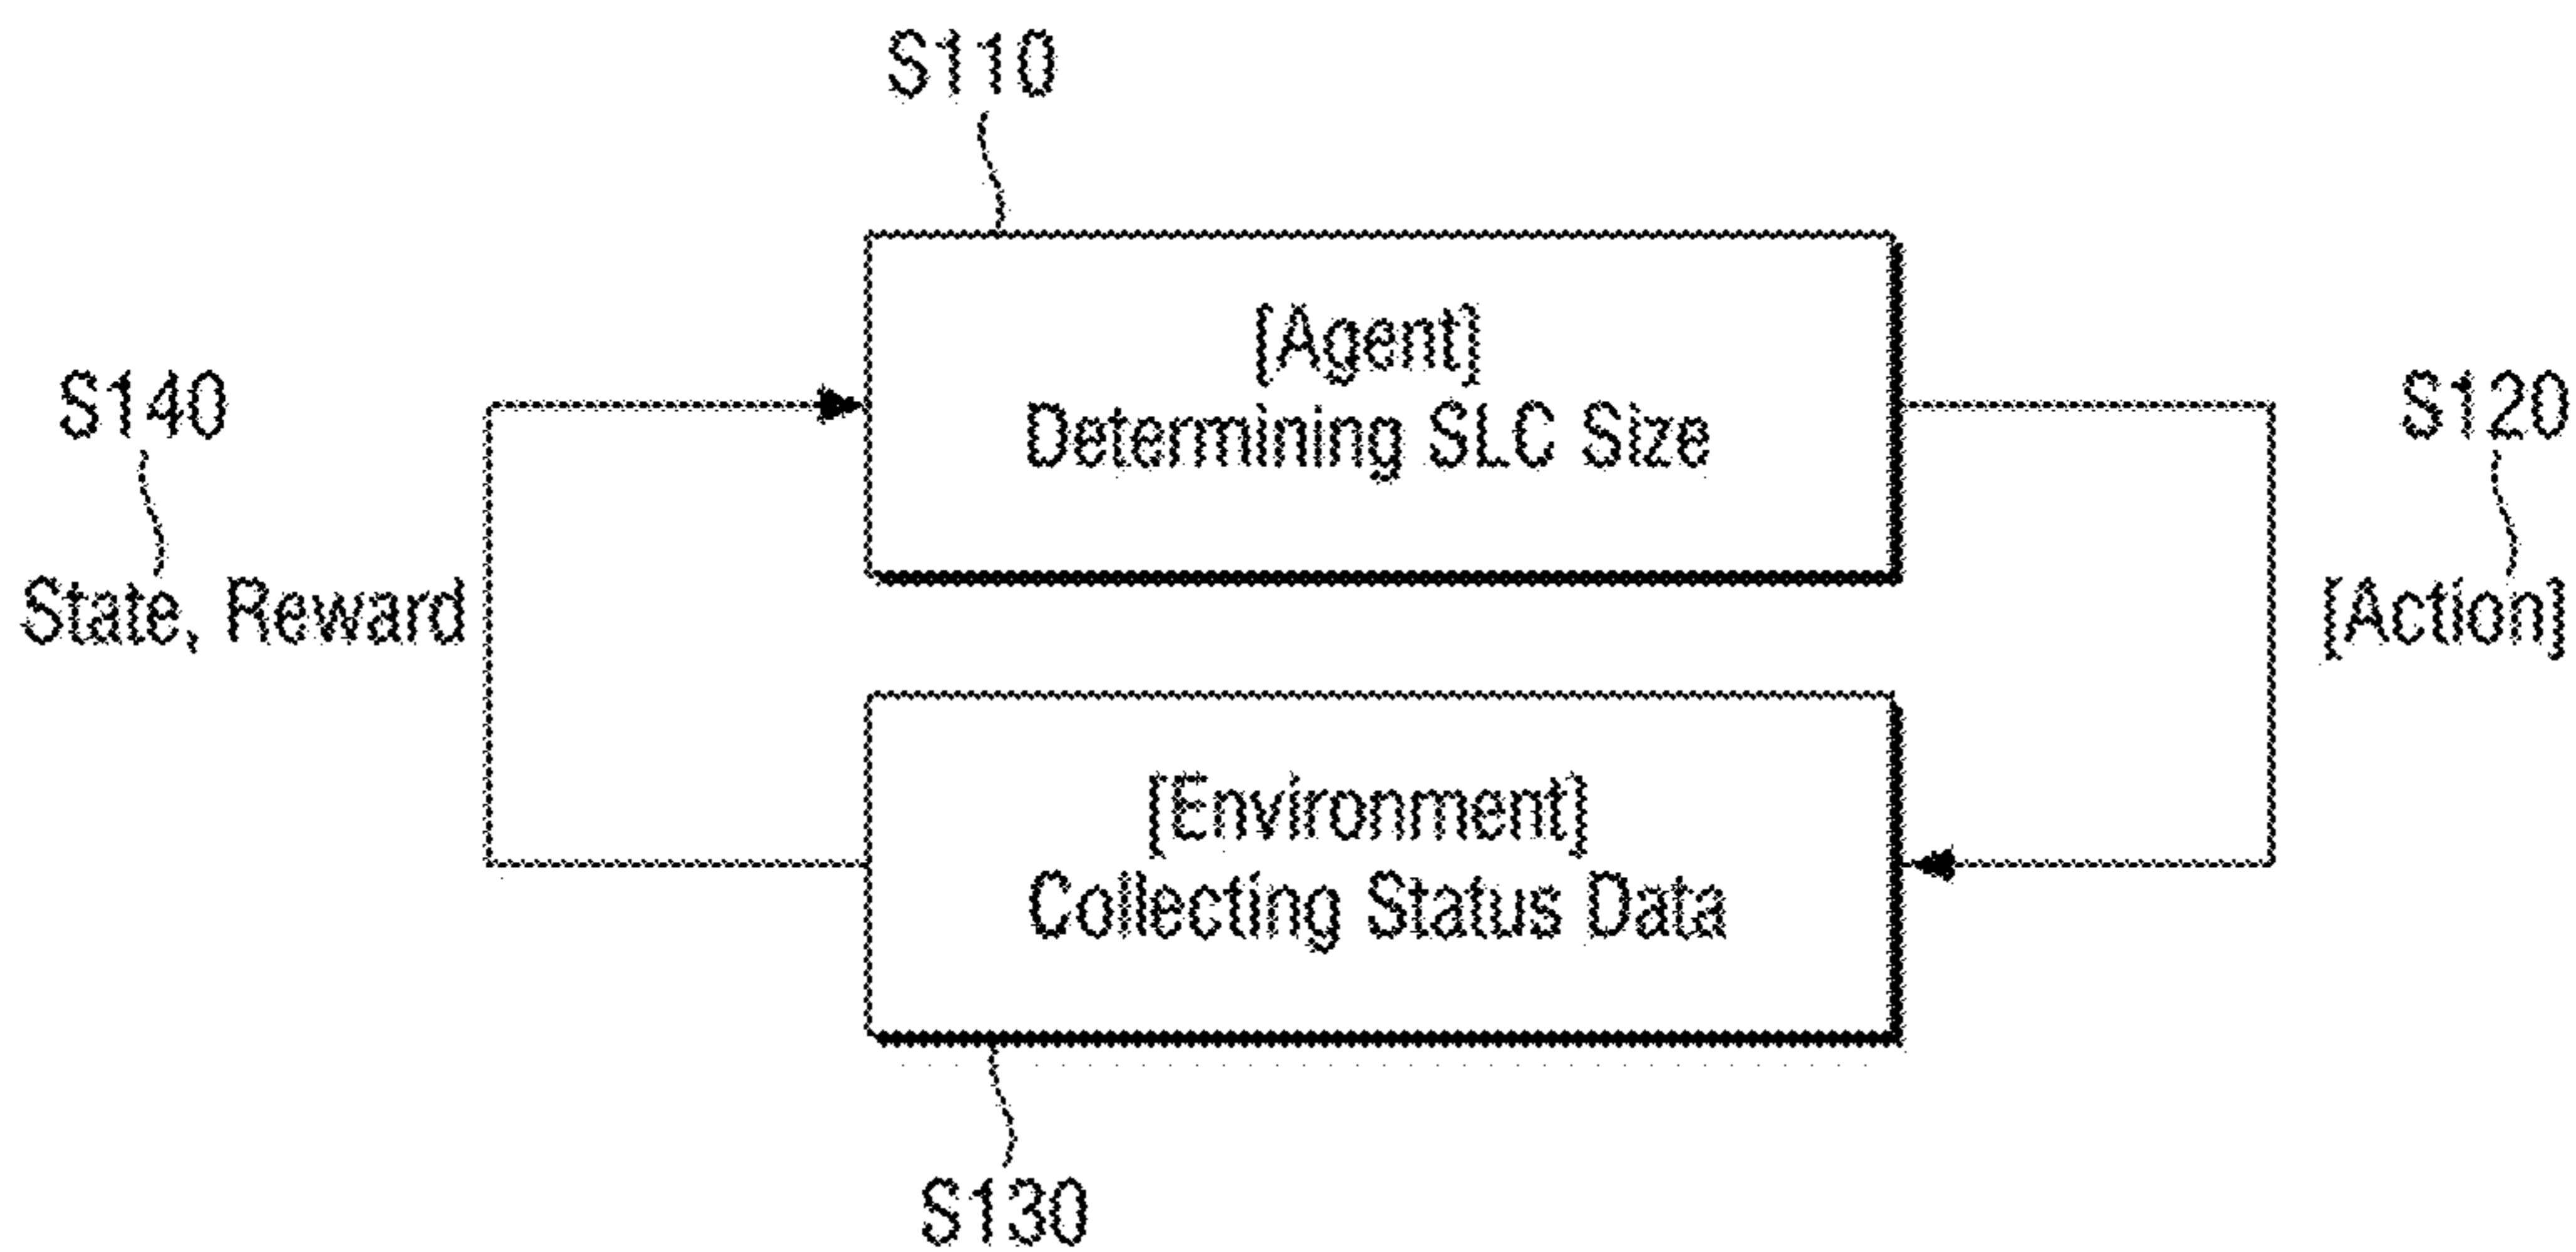 S110
[Agent]
Determining SLC Size
S140
State, Reward
S120
[Action]
[Environment]
Collecting Status Data
S130